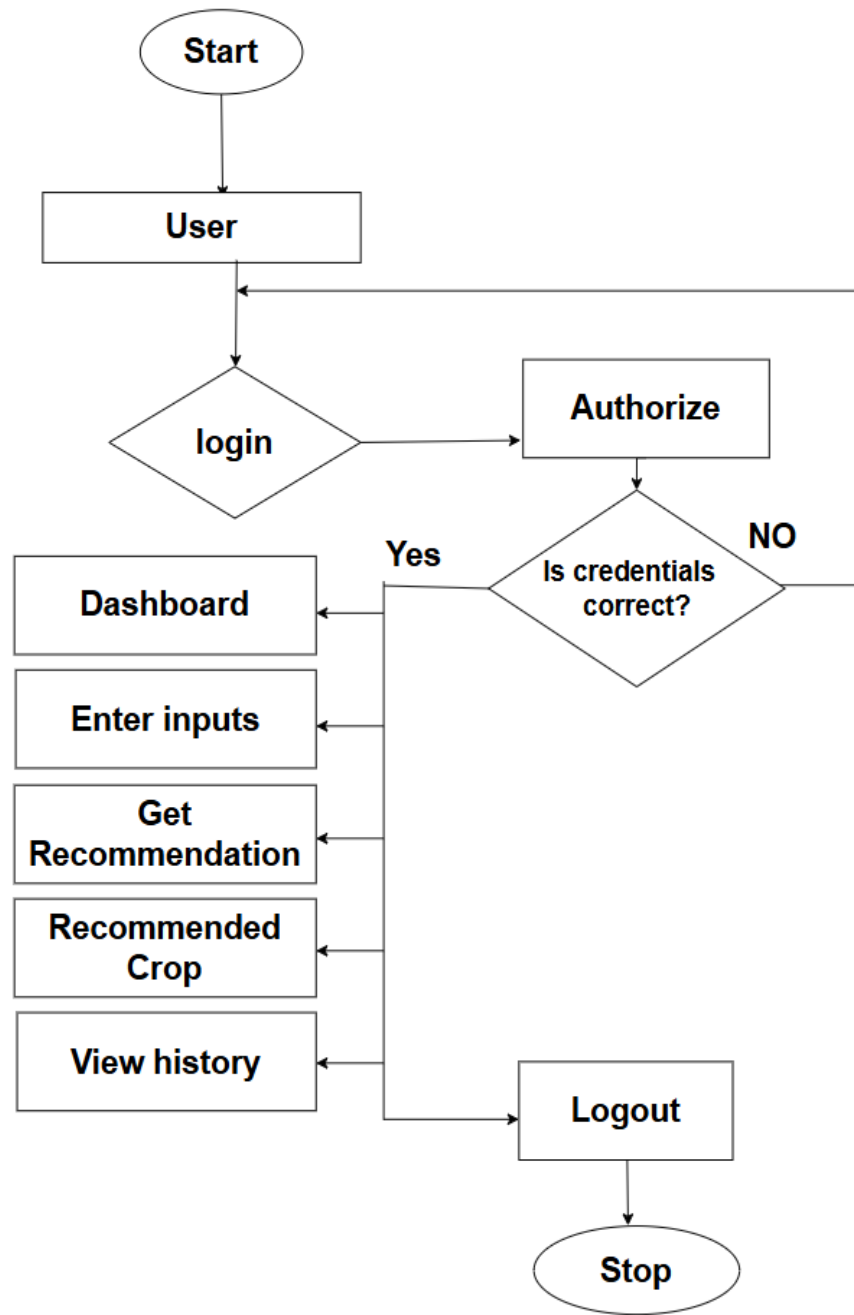 Start
User
login
Authorize
Is credentials
correct?
Yes
NO
Dashboard
Enter inputs
Get
Recommendation
Recommended
Crop
View history
Logout
Stop